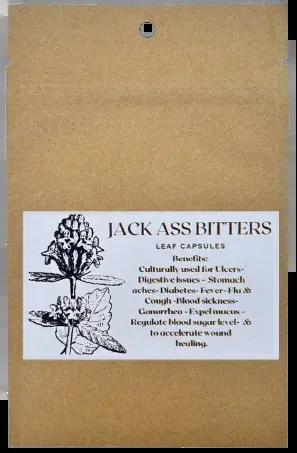 JACK ASS BITTERS
LEAF CAPSULES
Benefits:
Culturally used for Ulcers-
Digestive issues - Stomach
aches- Diabetes- Fever- Flu &
Cough -Blood sickness-
Gonorrhea - Expel mucus -
Regulate blood sugar level- &
to accelerate wound
healing.